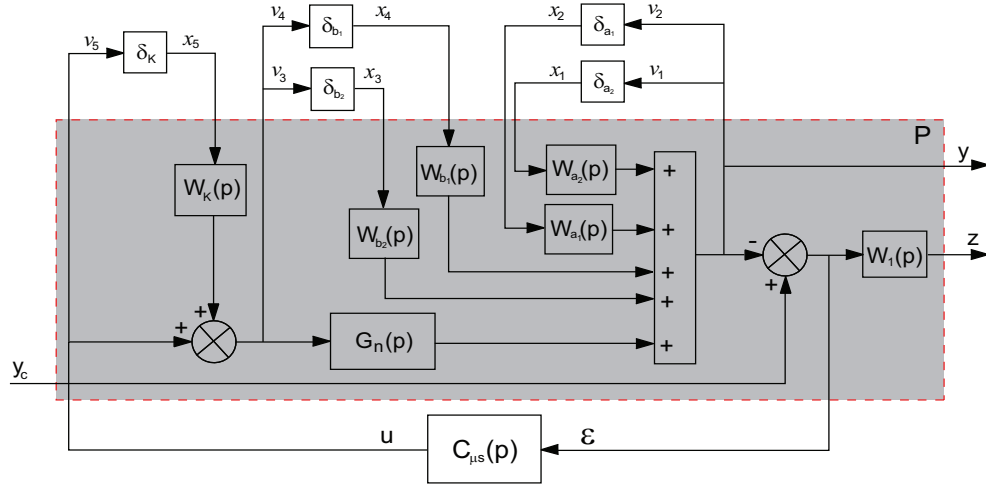 x₄ x₂ v₂
v₄ δb₁ δa₁
v₅ δK x₅
v₃ δb₂ x₃ x₁ δa₂ v₁
P
Wb₁(p) Wa₂(p) + y
WK(p)
Wb₂(p) Wa₁(p) + - W₁(p) z
+ +
+ + +
Gn(p) +
yc
u Cμs(p) ε